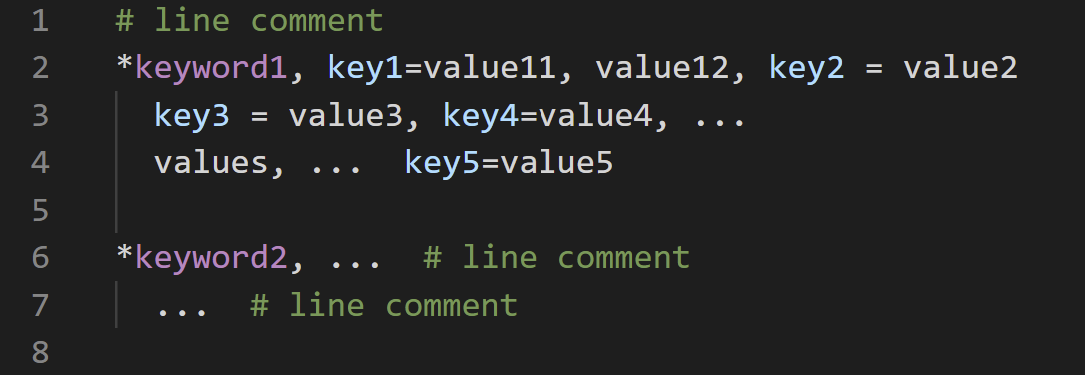 1 # line comment
2 *keyword1, key1=value11, value12, key2 = value2
3 key3 = value3, key4=value4, ...
4 values, ... key5=value5
5
6 *keyword2, ... # line comment
7 ... # line comment
8